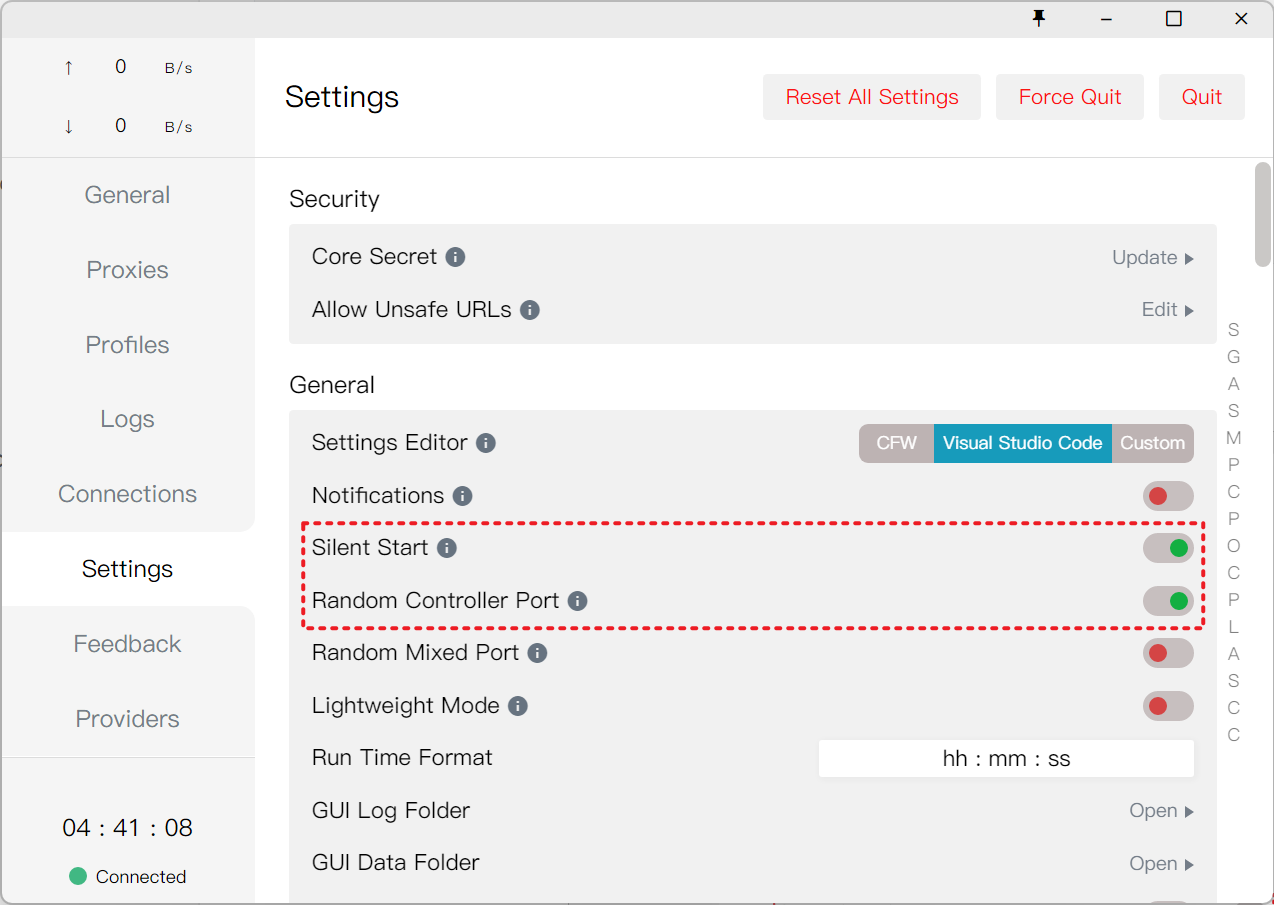 ↑ 0 B/s
↓ 0 B/s
Settings
Reset All Settings
Force Quit
Quit
General
Proxies
Profiles
Logs
Connections
Settings
Feedback
Providers
04 : 41 : 08
Connected
Security
Core Secret
Update
Allow Unsafe URLs
Edit
General
Settings Editor
CFW Visual Studio Code Custom
Notifications
Silent Start
Random Controller Port
Random Mixed Port
Lightweight Mode
Run Time Format
hh : mm : ss
GUI Log Folder
Open
GUI Data Folder
Open
S
G
A
S
M
P
C
P
O
C
P
L
A
S
C
C